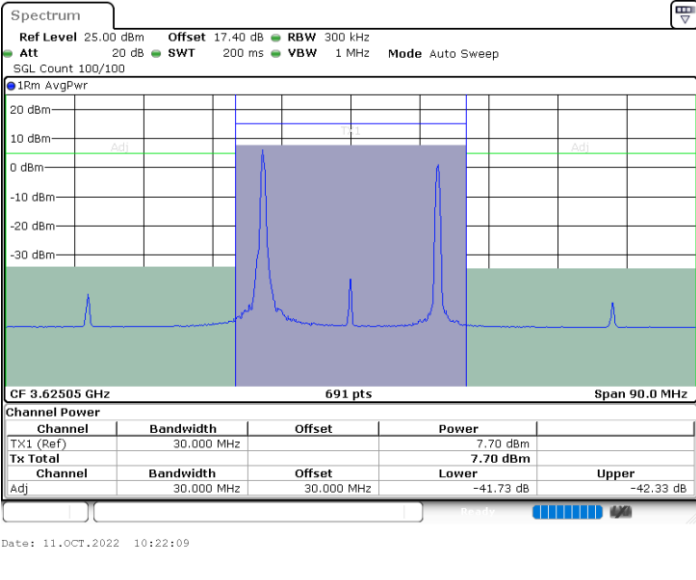 Spectrum
Ref Level 25.00 dBm Offset 17.40 dB RBW 300 kHz
Att 20 dB SWT 200 ms VBW 1 MHz Mode Auto Sweep
SGL Count 100/100
1Rm AvgPwr
20 dBm
TX1
10 dBm
Adj Adj
0 dBm
-10 dBm
-20 dBm
-30 dBm
CF 3.62505 GHz 691 pts Span 90.0 MHz
Channel Power
Channel Bandwidth Offset Power
TX1 (Ref) 30.000 MHz 7.70 dBm
Tx Total 7.70 dBm
Channel Bandwidth Offset Lower Upper
Adj 30.000 MHz 30.000 MHz -41.73 dB -42.33 dB
Ready
Date: 11.OCT.2022 10:22:09